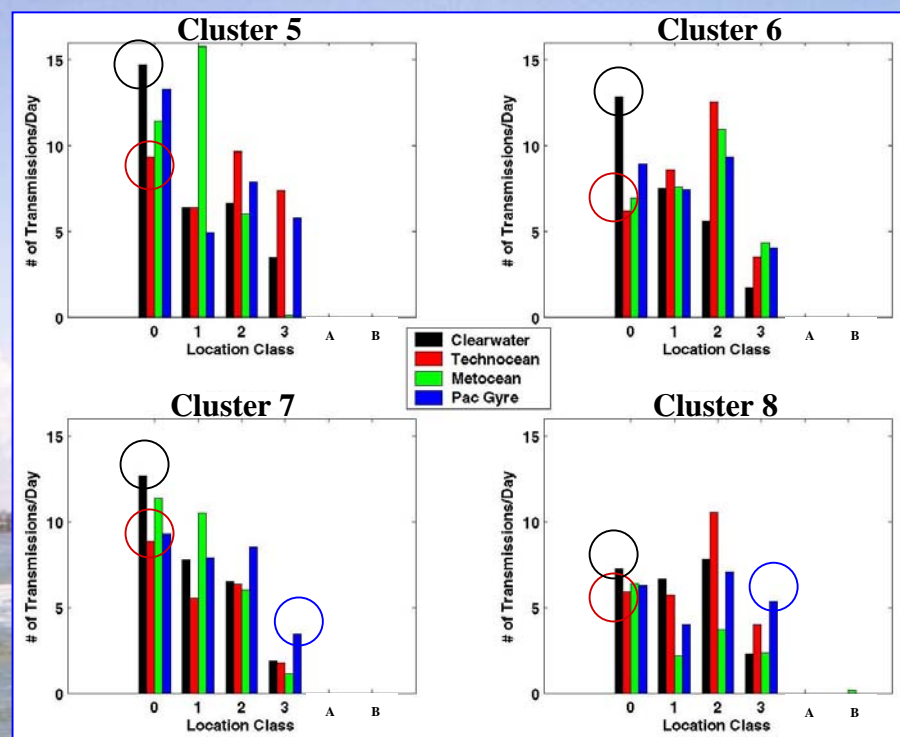 Cluster 5
15
10
5
0
# of Transmissions/Day
0 1 2 3 A B
Location Class
Cluster 6
15
10
5
0
# of Transmissions/Day
0 1 2 3 A B
Location Class
Clearwater
Technocean
Metocean
Pac Gyre
Cluster 7
15
10
5
0
# of Transmissions/Day
0 1 2 3 A B
Location Class
Cluster 8
15
10
5
0
# of Transmissions/Day
0 1 2 3 A B
Location Class